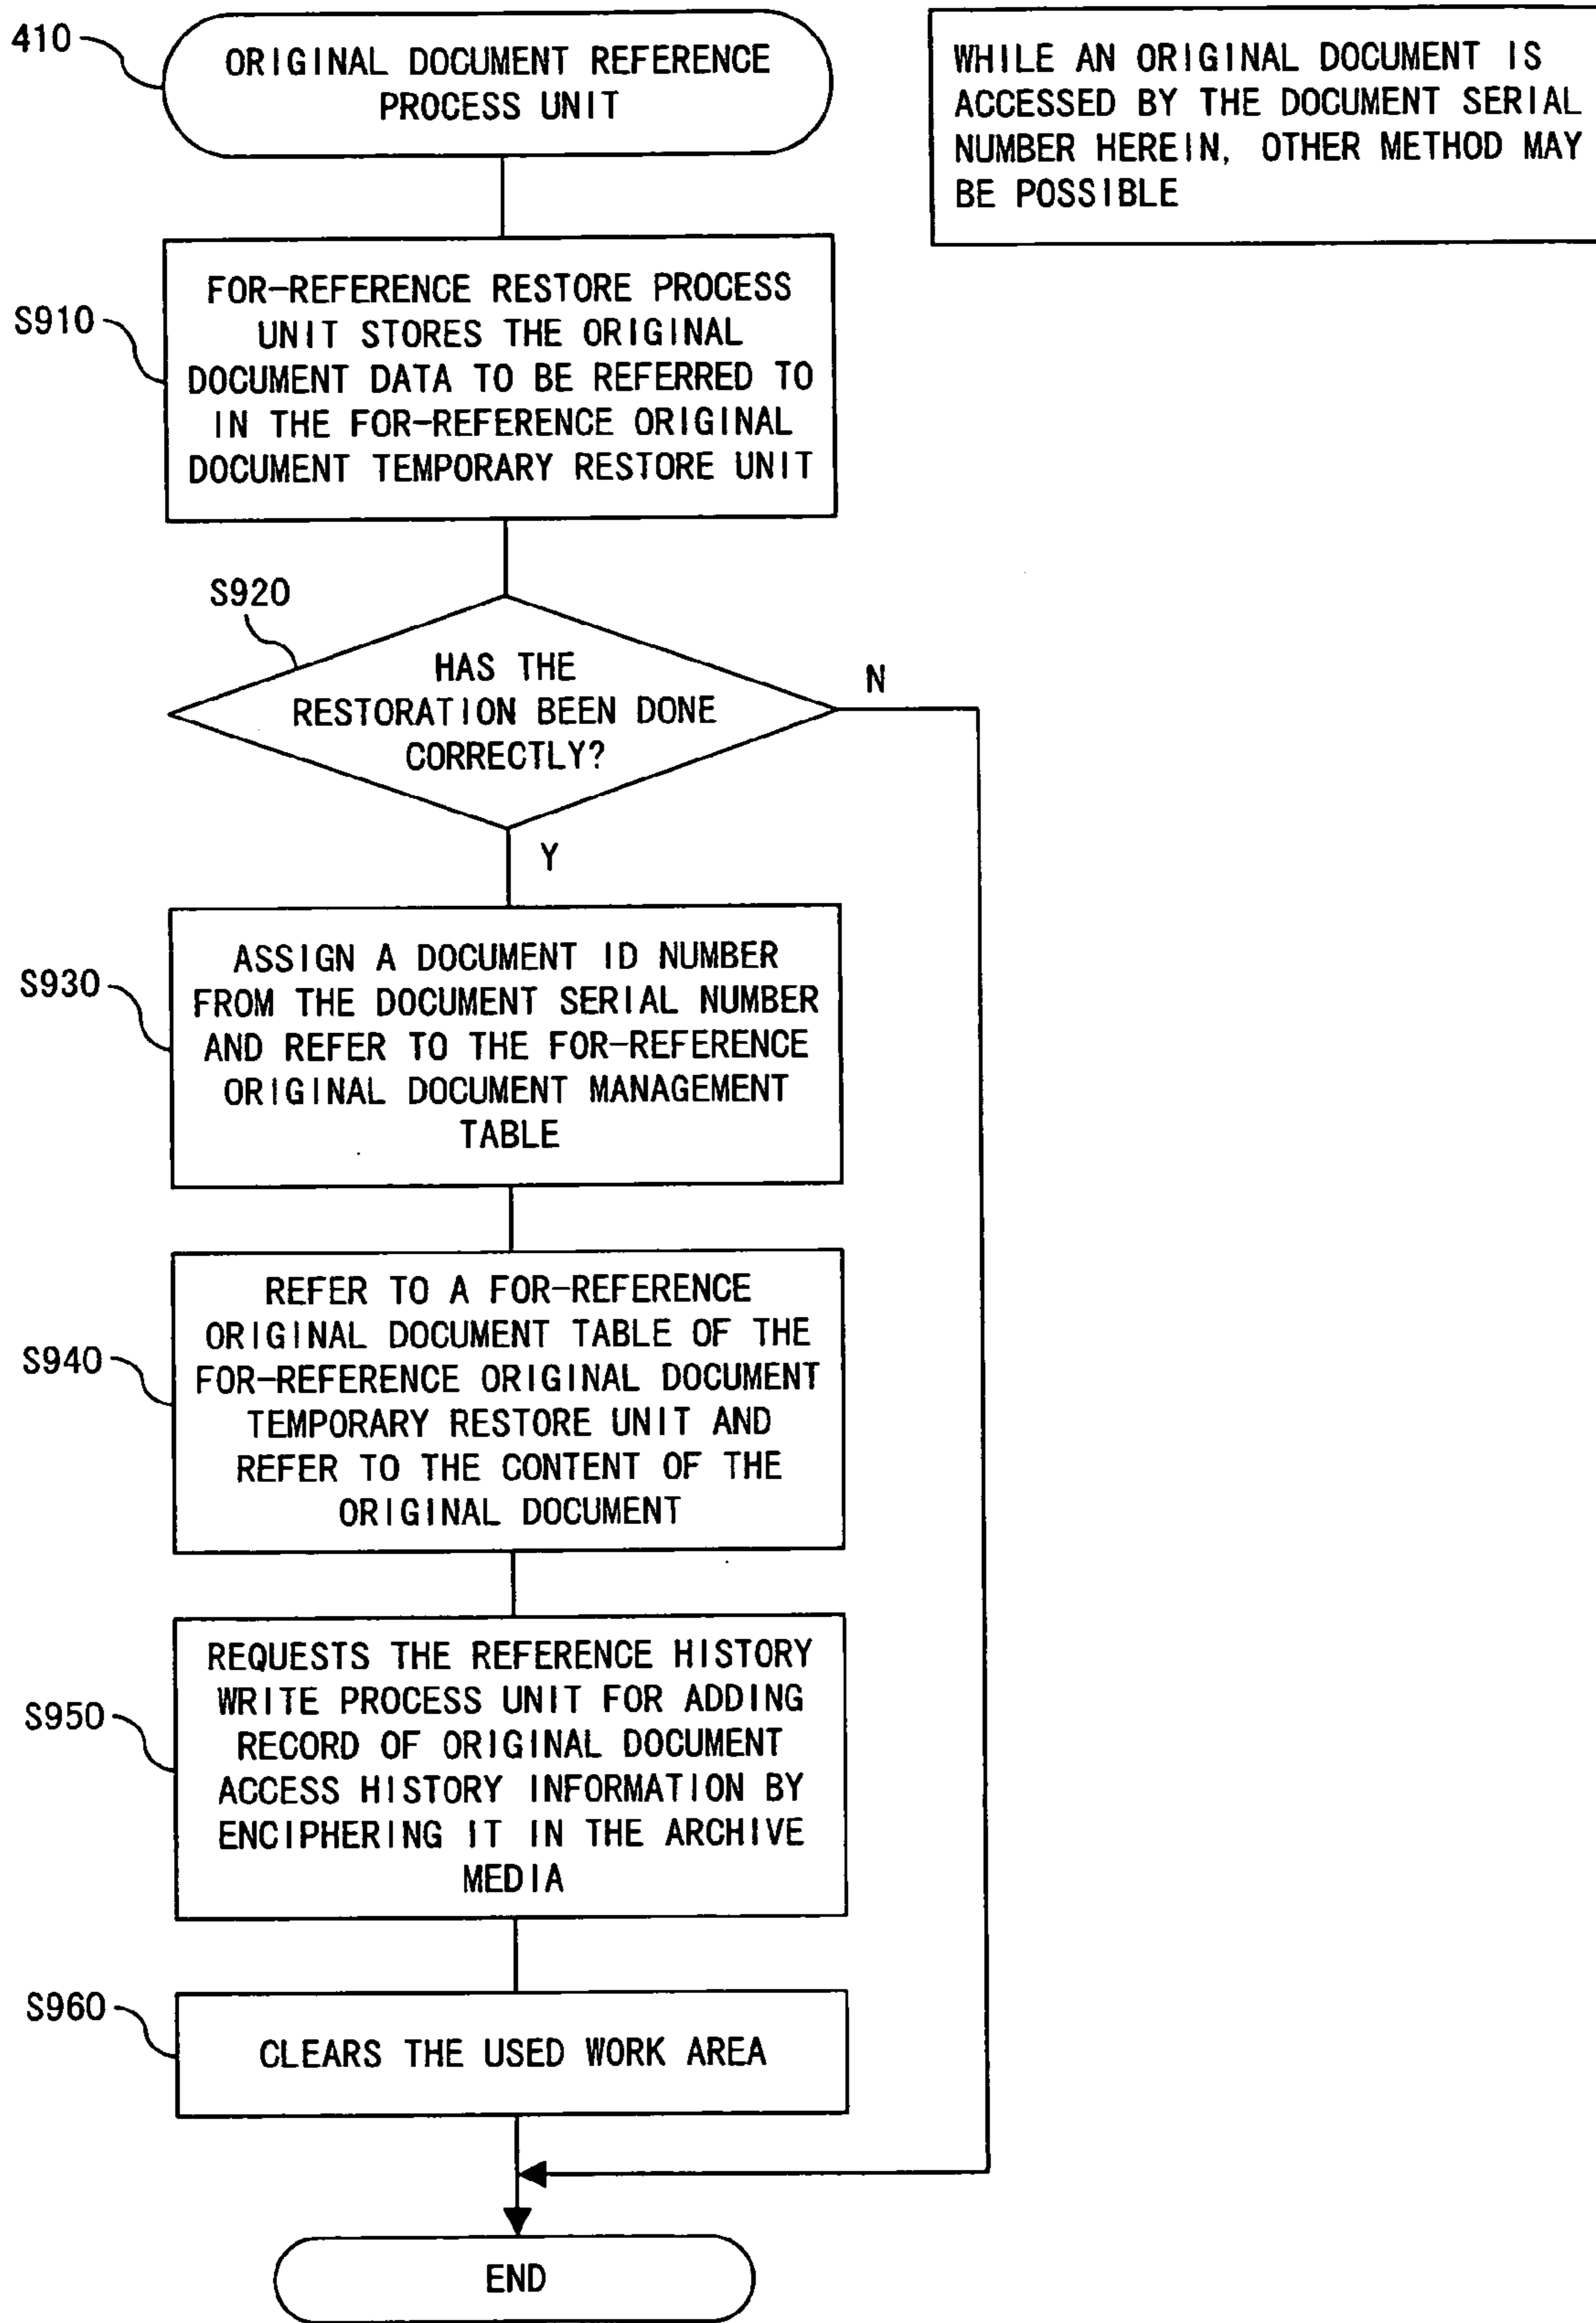 410
ORIGINAL DOCUMENT REFERENCE
PROCESS UNIT
WHILE AN ORIGINAL DOCUMENT IS
ACCESSED BY THE DOCUMENT SERIAL
NUMBER HEREIN, OTHER METHOD MAY
BE POSSIBLE
S910
FOR-REFERENCE RESTORE PROCESS
UNIT STORES THE ORIGINAL
DOCUMENT DATA TO BE REFERRED TO
IN THE FOR-REFERENCE ORIGINAL
DOCUMENT TEMPORARY RESTORE UNIT
S920
HAS THE
RESTORATION BEEN DONE
CORRECTLY?
N
Y
S930
ASSIGN A DOCUMENT ID NUMBER
FROM THE DOCUMENT SERIAL NUMBER
AND REFER TO THE FOR-REFERENCE
ORIGINAL DOCUMENT MANAGEMENT
TABLE
S940
REFER TO A FOR-REFERENCE
ORIGINAL DOCUMENT TABLE OF THE
FOR-REFERENCE ORIGINAL DOCUMENT
TEMPORARY RESTORE UNIT AND
REFER TO THE CONTENT OF THE
ORIGINAL DOCUMENT
S950
REQUESTS THE REFERENCE HISTORY
WRITE PROCESS UNIT FOR ADDING
RECORD OF ORIGINAL DOCUMENT
ACCESS HISTORY INFORMATION BY
ENCIPHERING IT IN THE ARCHIVE
MEDIA
S960
CLEARS THE USED WORK AREA
END